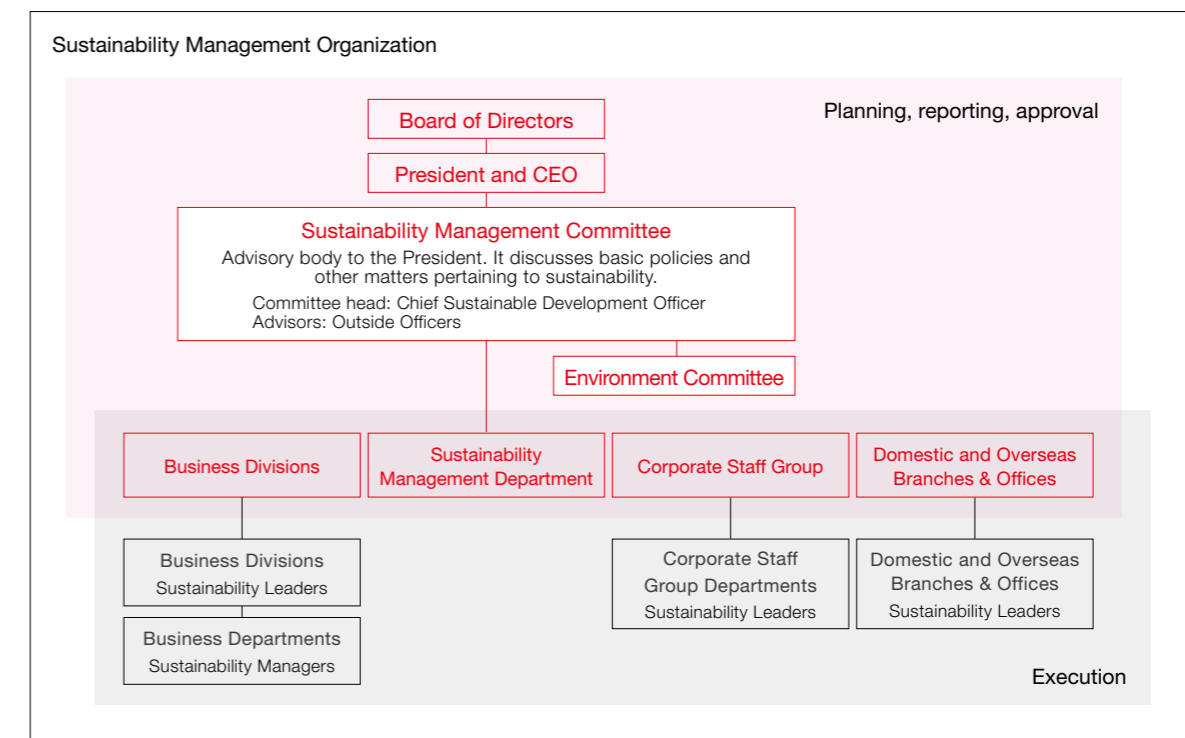 Sustainability Management Organization
Planning, reporting, approval
Board of Directors
President and CEO
Sustainability Management Committee
Advisory body to the President. It discusses basic policies and
other matters pertaining to sustainability.
Committee head: Chief Sustainable Development Officer
Advisors: Outside Officers
Environment Committee
Business Divisions
Sustainability
Management Department
Corporate Staff Group
Domestic and Overseas
Branches & Offices
Business Divisions
Sustainability Leaders
Business Departments
Sustainability Managers
Corporate Staff
Group Departments
Sustainability Leaders
Domestic and Overseas
Branches & Offices
Sustainability Leaders
Execution